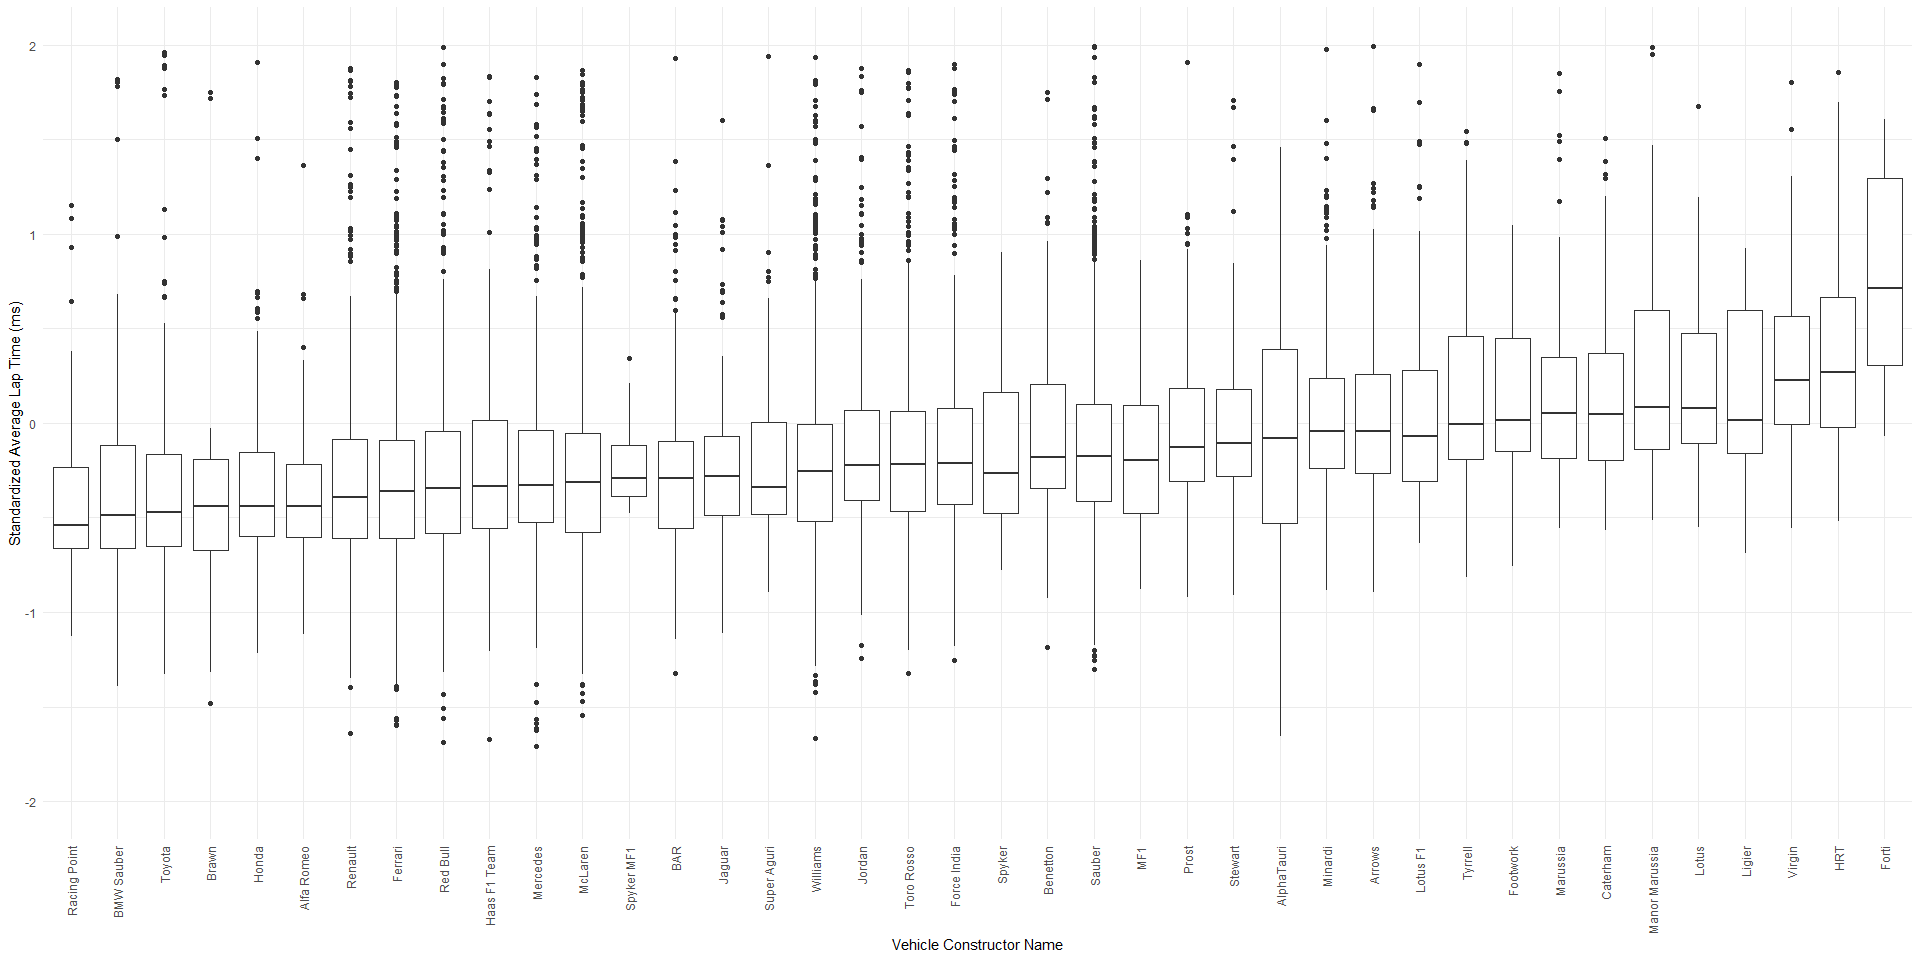 Standardized Average Lap Time (ms)
2
1
0
-1
-2
Racing Point
BMW Sauber
Toyota
Brawn
Honda
Alfa Romeo
Renault
Ferrari
Red Bull
Haas F1 Team
Mercedes
McLaren
Spyker MF1
BAR
Jaguar
Super Aguri
Williams
Jordan
Toro Rosso
Force India
Spyker
Benetton
Sauber
MF1
Prost
Stewart
AlphaTauri
Minardi
Arrows
Lotus F1
Tyrrell
Footwork
Marussia
Caterham
Manor Marussia
Lotus
Ligier
Virgin
HRT
Forti
Vehicle Constructor Name